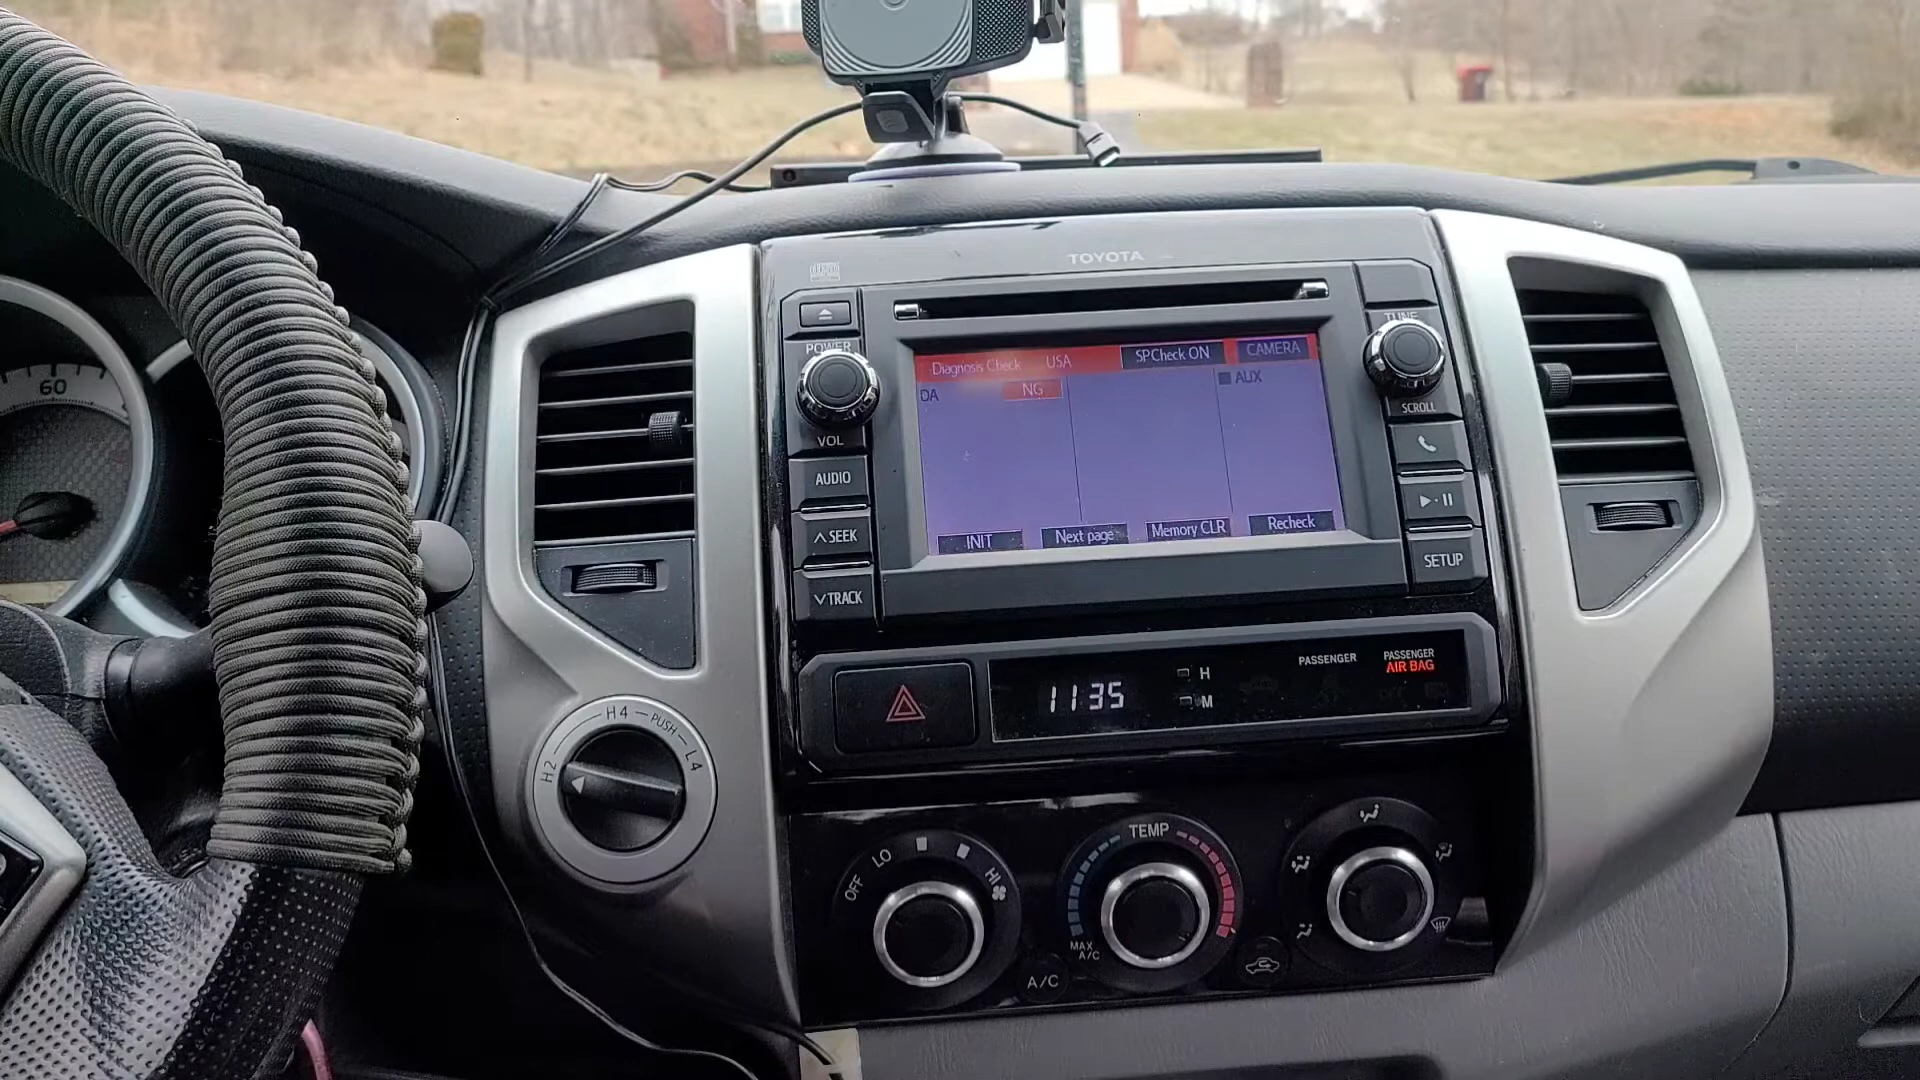 TOYOTA
POWER
VOL
AUDIO
∧ SEEK
∨ TRACK
TUNE
SCROLL
SETUP
Diagnosis Check USA SPCheck ON CAMERA
DA NG AUX
INIT Next page Memory CLR Recheck
60
11 35
H
M
PASSENGER
PASSENGER
AIR BAG
H2 H4 PUSH L4
OFF LO HI
TEMP
MAX
A/C
A/C